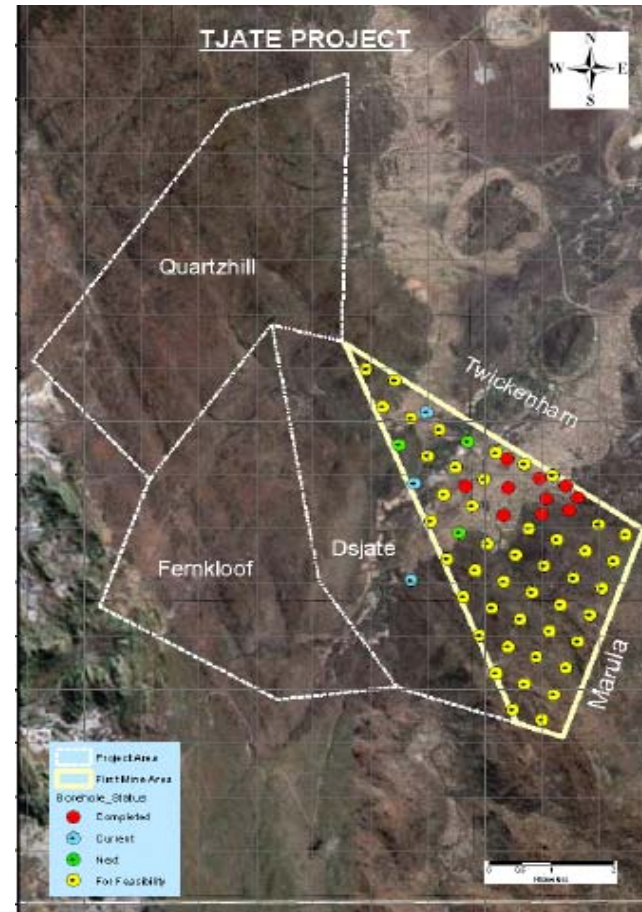 TJATE PROJECT
N
W E
S
Quartzhill
Twickenham
Dsjate
Fernkloof
Marula
Project Area
First Mine Area
Borehole_Status
Completed
Current
Next
For Feasibility